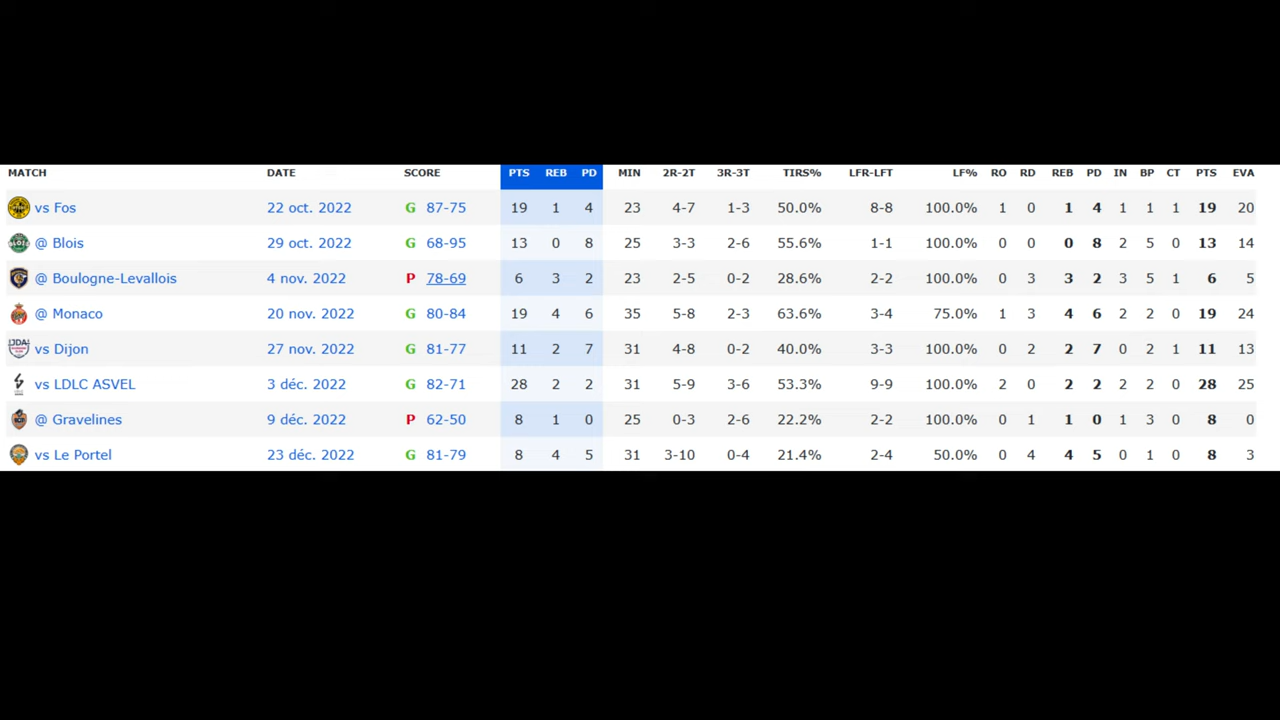 MATCH DATE SCORE PTS REB PD MIN 2R-2T 3R-3T TIRS% LFR-LFT LF% RO RD REB PD IN BP CT PTS EVA
vs Fos 22 oct. 2022 G 87-75 19 1 4 23 4-7 1-3 50.0% 8-8 100.0% 1 0 1 4 1 1 1 19 20
@ Blois 29 oct. 2022 G 68-95 13 0 8 25 3-3 2-6 55.6% 1-1 100.0% 0 0 0 8 2 5 0 13 14
@ Boulogne-Levallois 4 nov. 2022 P 78-69 6 3 2 23 2-5 0-2 28.6% 2-2 100.0% 0 3 3 2 3 5 1 6 5
@ Monaco 20 nov. 2022 G 80-84 19 4 6 35 5-8 2-3 63.6% 3-4 75.0% 1 3 4 6 2 2 0 19 24
JDA vs Dijon 27 nov. 2022 G 81-77 11 2 7 31 4-8 0-2 40.0% 3-3 100.0% 0 2 2 7 0 2 1 11 13
vs LDLC ASVEL 3 déc. 2022 G 82-71 28 2 2 31 5-9 3-6 53.3% 9-9 100.0% 2 0 2 2 2 2 0 28 25
@ Gravelines 9 déc. 2022 P 62-50 8 1 0 25 0-3 2-6 22.2% 2-2 100.0% 0 1 1 0 1 3 0 8 0
vs Le Portel 23 déc. 2022 G 81-79 8 4 5 31 3-10 0-4 21.4% 2-4 50.0% 0 4 4 5 0 1 0 8 3